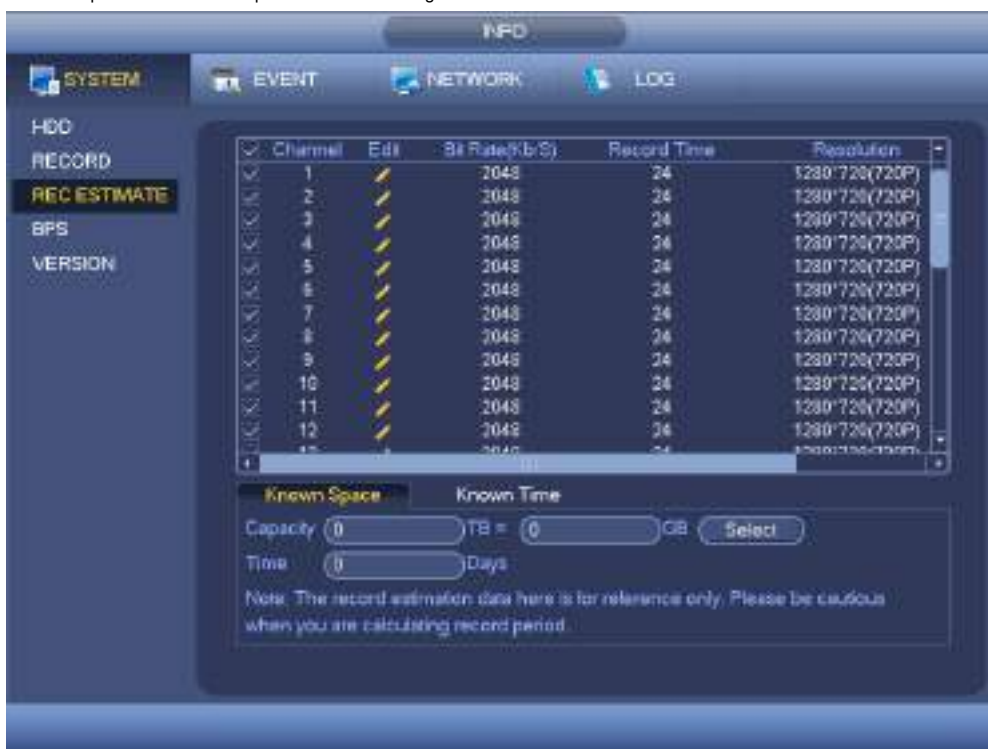 INFO
SYSTEM EVENT NETWORK LOG
HDD
RECORD
REC ESTIMATE
BPS
VERSION
Channel Edit Bit Rate(Kb/S) Record Time Resolution
1 2048 24 1280*720(720P)
2 2048 24 1280*720(720P)
3 2048 24 1280*720(720P)
4 2048 24 1280*720(720P)
5 2048 24 1280*720(720P)
6 2048 24 1280*720(720P)
7 2048 24 1280*720(720P)
8 2048 24 1280*720(720P)
9 2048 24 1280*720(720P)
10 2048 24 1280*720(720P)
11 2048 24 1280*720(720P)
12 2048 24 1280*720(720P)
Known Space Known Time
Capacity 0 TB = 0 GB Select
Time 0 Days
Note: The record estimation data here is for reference only. Please be cautious
when you are calculating record period.